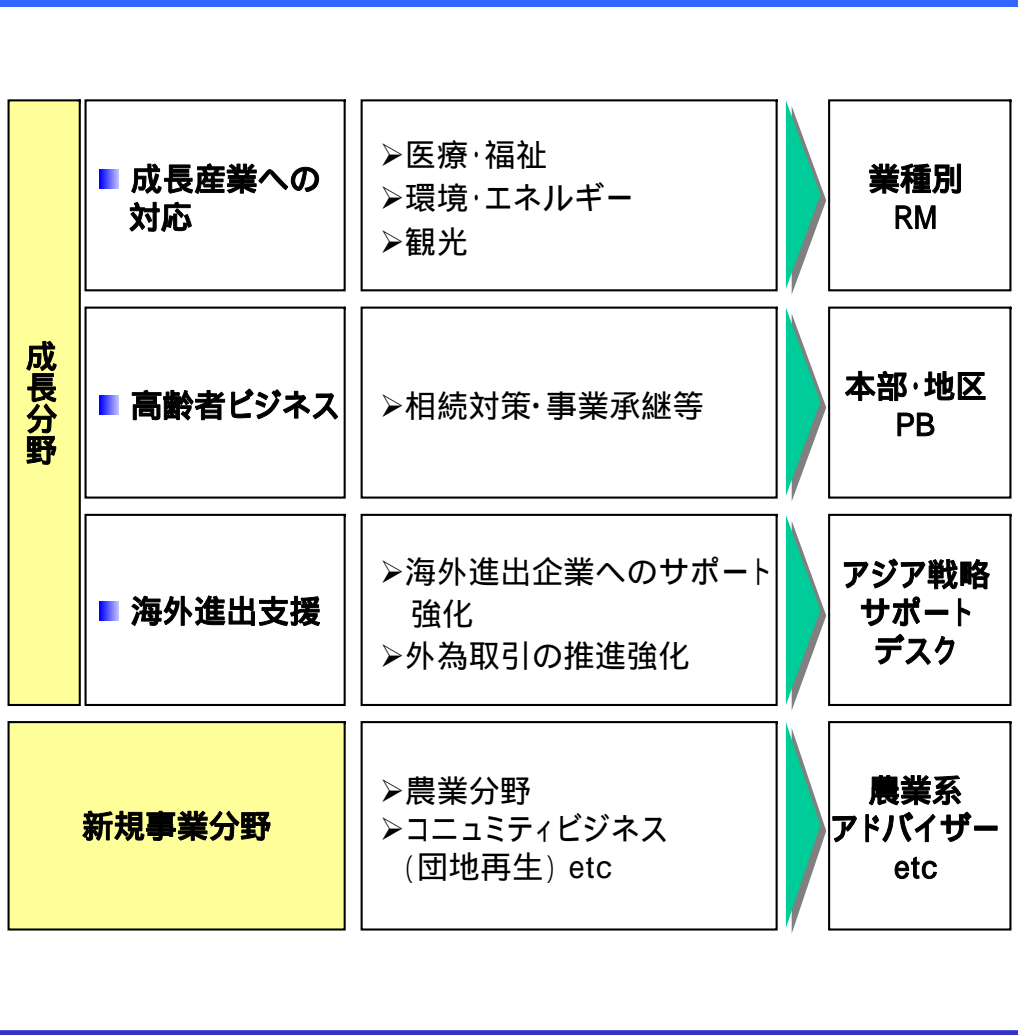 成長分野
■ 成長産業への
対応
➢医療・福祉
➢環境・エネルギー
➢観光
業種別
RM
■ 高齢者ビジネス
➢相続対策・事業承継等
本部・地区
PB
■ 海外進出支援
➢海外進出企業へのサポート
強化
➢外為取引の推進強化
アジア戦略
サポート
デスク
新規事業分野
➢農業分野
➢コニュミティビジネス
(団地再生) etc
農業系
アドバイザー
etc